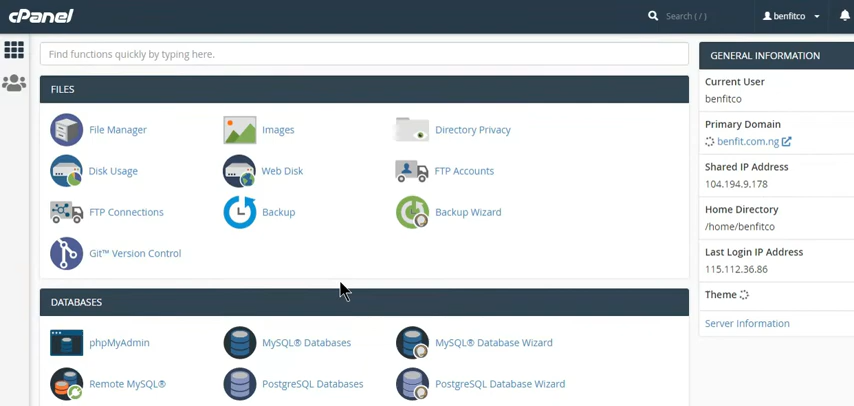 cPanel
Search ( / )
benfitco
Find functions quickly by typing here.
FILES
File Manager
Images
Directory Privacy
Disk Usage
Web Disk
FTP Accounts
FTP Connections
Backup
Backup Wizard
Git™ Version Control
DATABASES
phpMyAdmin
MySQL® Databases
MySQL® Database Wizard
Remote MySQL®
PostgreSQL Databases
PostgreSQL Database Wizard
GENERAL INFORMATION
Current User
benfitco
Primary Domain
benfit.com.ng
Shared IP Address
104.194.9.178
Home Directory
/home/benfitco
Last Login IP Address
115.112.36.86
Theme
Server Information